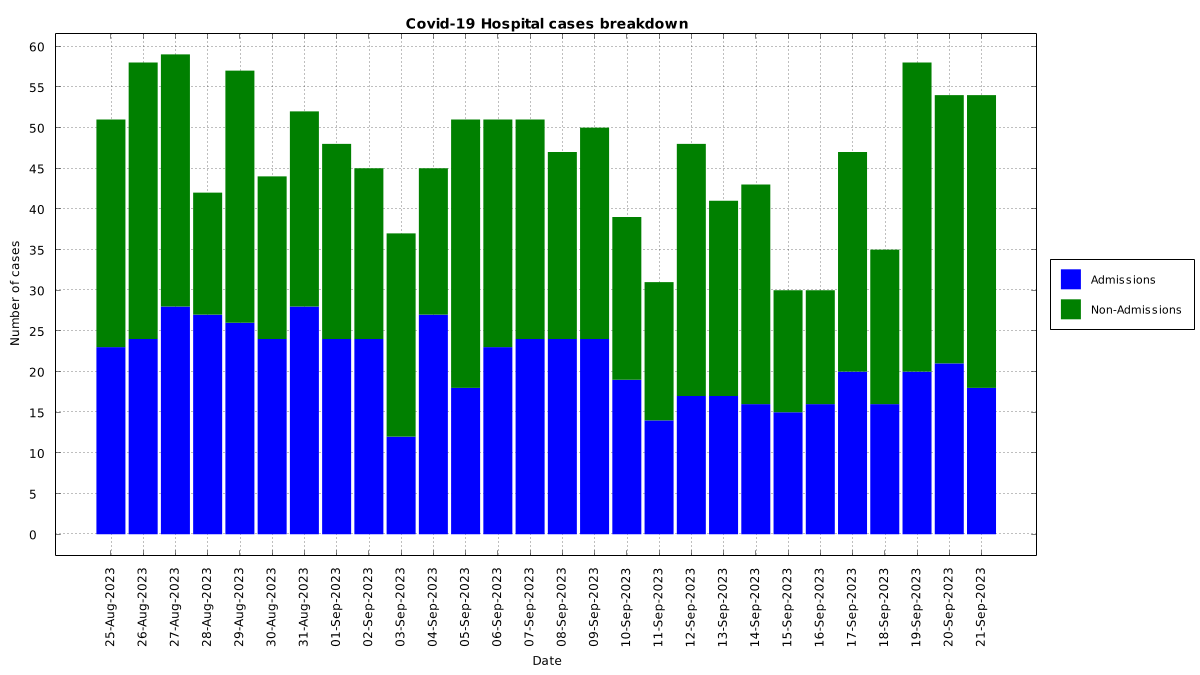 Covid-19 Hospital cases breakdown
60
55
50
45
40
35
30
25
20
15
10
5
0
Number of cases
25-Aug-2023
26-Aug-2023
27-Aug-2023
28-Aug-2023
29-Aug-2023
30-Aug-2023
31-Aug-2023
01-Sep-2023
02-Sep-2023
03-Sep-2023
04-Sep-2023
05-Sep-2023
06-Sep-2023
07-Sep-2023
08-Sep-2023
09-Sep-2023
10-Sep-2023
11-Sep-2023
12-Sep-2023
13-Sep-2023
14-Sep-2023
15-Sep-2023
16-Sep-2023
17-Sep-2023
18-Sep-2023
19-Sep-2023
20-Sep-2023
21-Sep-2023
Date
Admissions
Non-Admissions